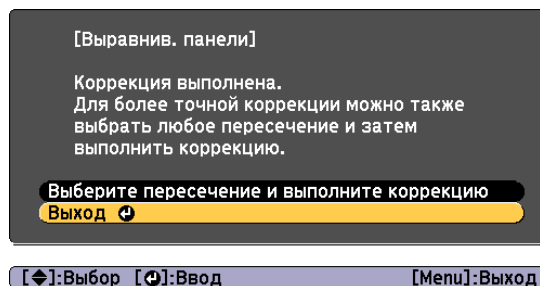 [Выравнив. панели]
Коррекция выполнена.
Для более точной коррекции можно также
выбрать любое пересечение и затем
выполнить коррекцию.
Выберите пересечение и выполните коррекцию
Выход
[]:Выбор []:Ввод [Menu]:Выход